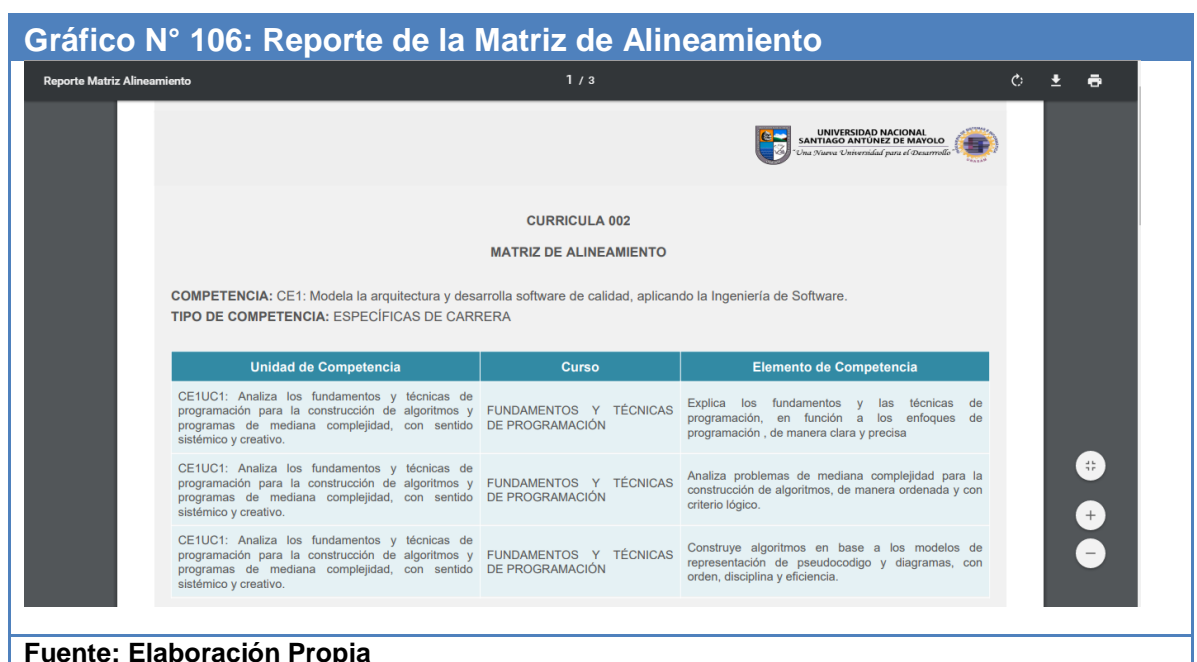 Gráfico N° 106: Reporte de la Matriz de Alineamiento
Reporte Matriz Alineamiento
1 / 3
UNIVERSIDAD NACIONAL
SANTIAGO ANTÚNEZ DE MAYOLO
"Una Nueva Universidad para el Desarrollo"
CURRICULA 002
MATRIZ DE ALINEAMIENTO
COMPETENCIA: CE1: Modela la arquitectura y desarrolla software de calidad, aplicando la Ingeniería de Software.
TIPO DE COMPETENCIA: ESPECÍFICAS DE CARRERA
Unidad de Competencia
Curso
Elemento de Competencia
CE1UC1: Analiza los fundamentos y técnicas de
programación para la construcción de algoritmos y
programas de mediana complejidad, con sentido
sistémico y creativo.
FUNDAMENTOS Y TÉCNICAS
DE PROGRAMACIÓN
Explica los fundamentos y las técnicas de
programación, en función a los enfoques de
programación , de manera clara y precisa
CE1UC1: Analiza los fundamentos y técnicas de
programación para la construcción de algoritmos y
programas de mediana complejidad, con sentido
sistémico y creativo.
FUNDAMENTOS Y TÉCNICAS
DE PROGRAMACIÓN
Analiza problemas de mediana complejidad para la
construcción de algoritmos, de manera ordenada y con
criterio lógico.
CE1UC1: Analiza los fundamentos y técnicas de
programación para la construcción de algoritmos y
programas de mediana complejidad, con sentido
sistémico y creativo.
FUNDAMENTOS Y TÉCNICAS
DE PROGRAMACIÓN
Construye algoritmos en base a los modelos de
representación de pseudocodigo y diagramas, con
orden, disciplina y eficiencia.
Fuente: Elaboración Propia